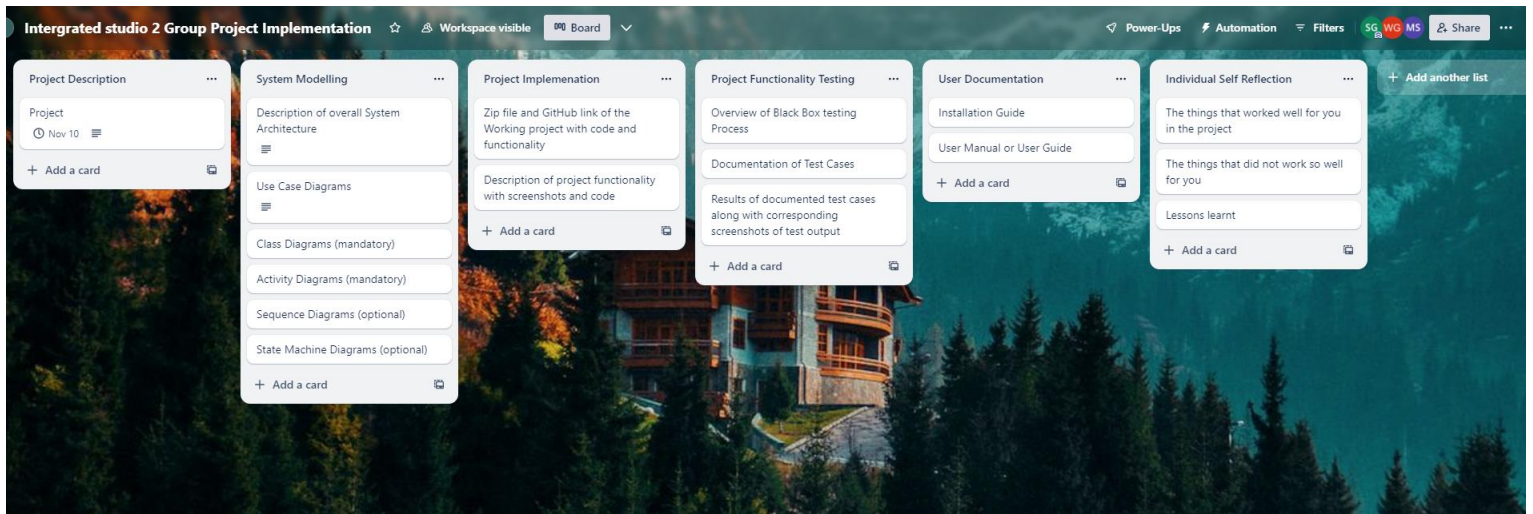 Intergrated studio 2 Group Project Implementation
Workspace visible
Board
Power-Ups
Automation
Filters
SG
WG
MS
Share
Project Description
Project
Nov 10
+ Add a card
System Modelling
Description of overall System
Architecture
Use Case Diagrams
Class Diagrams (mandatory)
Activity Diagrams (mandatory)
Sequence Diagrams (optional)
State Machine Diagrams (optional)
+ Add a card
Project Implemenation
Zip file and GitHub link of the
Working project with code and
functionality
Description of project functionality
with screenshots and code
+ Add a card
Project Functionality Testing
Overview of Black Box testing
Process
Documentation of Test Cases
Results of documented test cases
along with corresponding
screenshots of test output
+ Add a card
User Documentation
Installation Guide
User Manual or User Guide
+ Add a card
Individual Self Reflection
The things that worked well for you
in the project
The things that did not work so well
for you
Lessons learnt
+ Add a card
+ Add another list